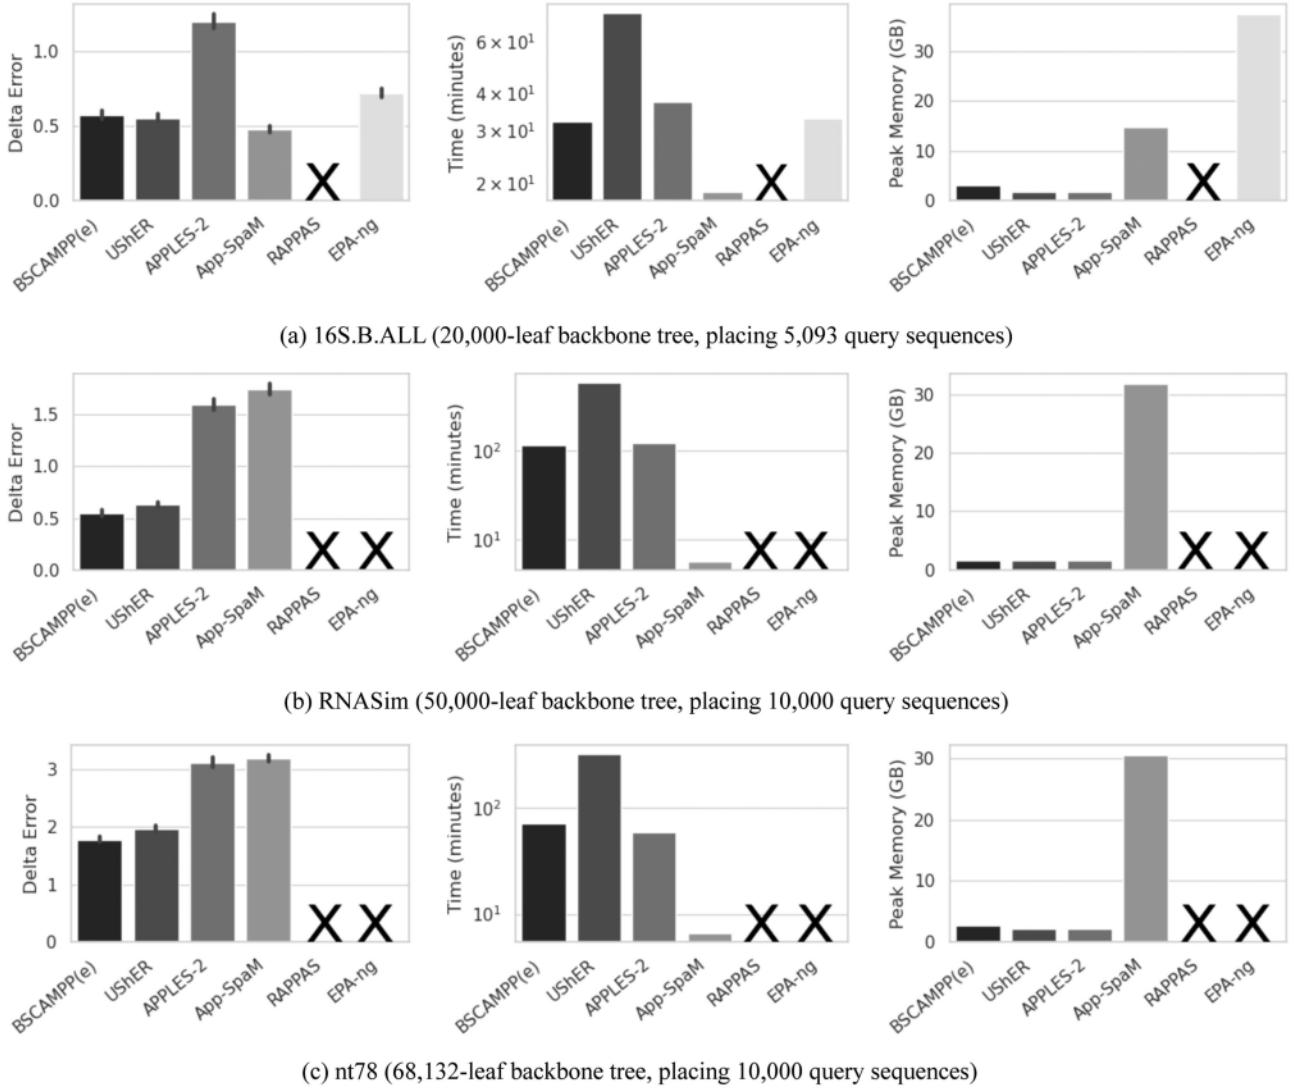 Delta Error
1.0
0.5
0.0
BSCAMPP(e)
UShER
APPLES-2
App-SpaM
RAPPAS
EPA-ng
X
Time (minutes)
6 × 10¹
4 × 10¹
3 × 10¹
2 × 10¹
BSCAMPP(e)
UShER
APPLES-2
App-SpaM
RAPPAS
EPA-ng
X
Peak Memory (GB)
30
20
10
0
BSCAMPP(e)
UShER
APPLES-2
App-SpaM
RAPPAS
EPA-ng
X
(a) 16S.B.ALL (20,000-leaf backbone tree, placing 5,093 query sequences)
Delta Error
1.5
1.0
0.5
0.0
BSCAMPP(e)
UShER
APPLES-2
App-SpaM
RAPPAS
EPA-ng
X X
Time (minutes)
10²
10¹
BSCAMPP(e)
UShER
APPLES-2
App-SpaM
RAPPAS
EPA-ng
X X
Peak Memory (GB)
30
20
10
0
BSCAMPP(e)
UShER
APPLES-2
App-SpaM
RAPPAS
EPA-ng
X X
(b) RNASim (50,000-leaf backbone tree, placing 10,000 query sequences)
Delta Error
3
2
1
0
BSCAMPP(e)
UShER
APPLES-2
App-SpaM
RAPPAS
EPA-ng
X X
Time (minutes)
10²
10¹
BSCAMPP(e)
UShER
APPLES-2
App-SpaM
RAPPAS
EPA-ng
X X
Peak Memory (GB)
30
20
10
0
BSCAMPP(e)
UShER
APPLES-2
App-SpaM
RAPPAS
EPA-ng
X X
(c) nt78 (68,132-leaf backbone tree, placing 10,000 query sequences)